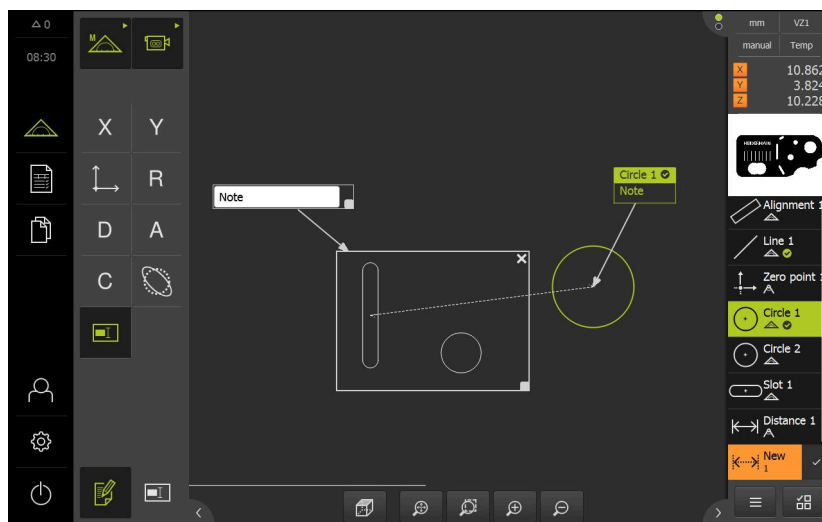 △ 0
08:30
M
X
Y
R
D
A
C
Note
Circle 1
Note
mm
VZ1
manual
Temp
X 10.862
Y 3.824
Z 10.228
HEIDENHAIN
Alignment 1
Line 1
Zero point 1
Circle 1
Circle 2
Slot 1
Distance 1
New
1